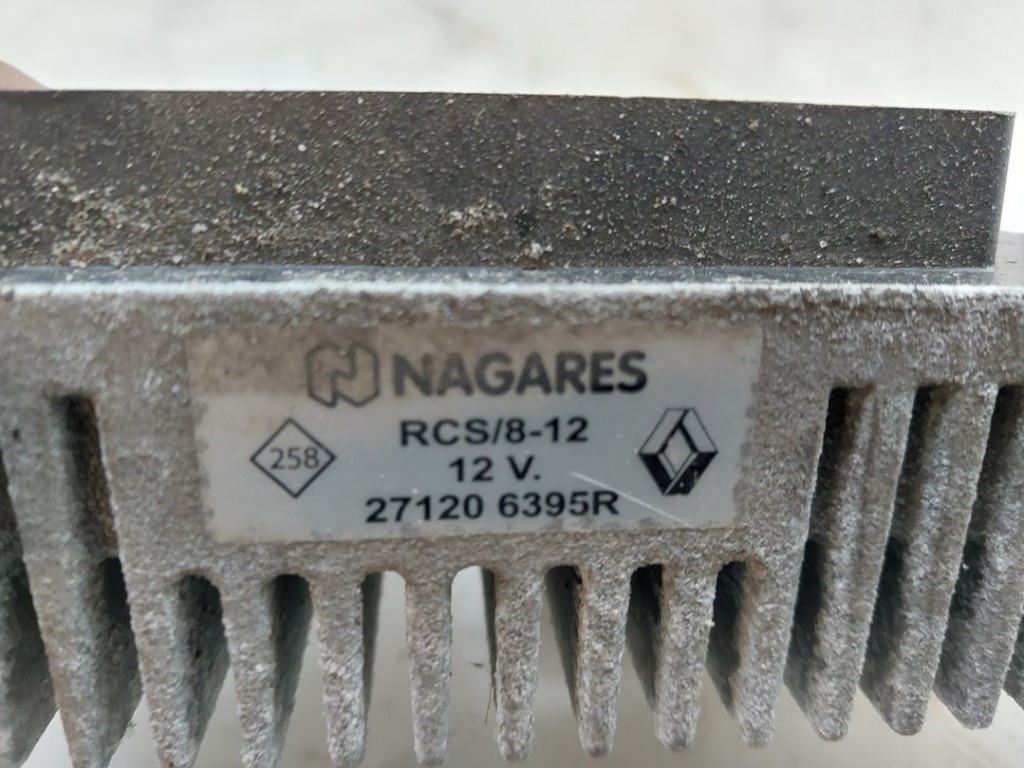 NAGARES
RCS/8-12
258
12 V.
27120 6395R